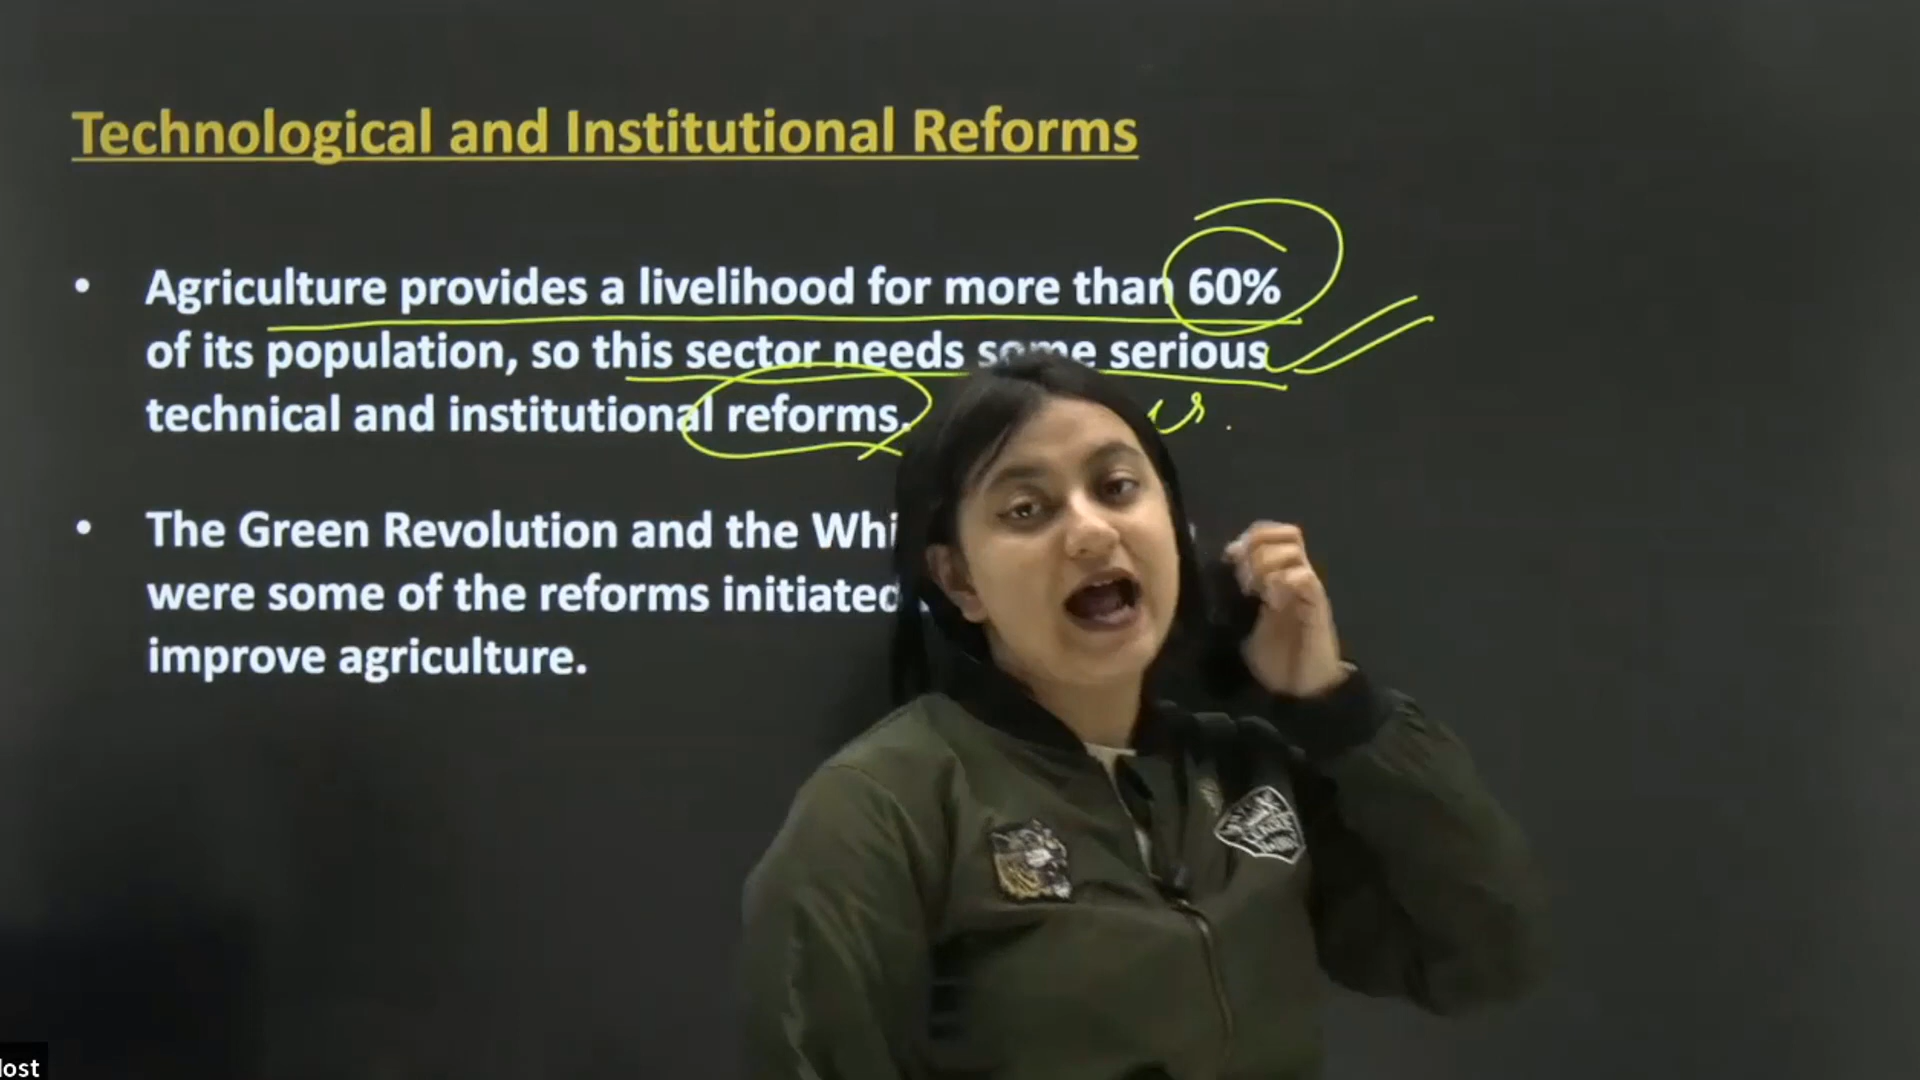 Technological and Institutional Reforms
• Agriculture provides a livelihood for more than 60%
of its population, so this sector needs some serious
technical and institutional reforms.
• The Green Revolution and the Whi
were some of the reforms initiated
improve agriculture.
lost